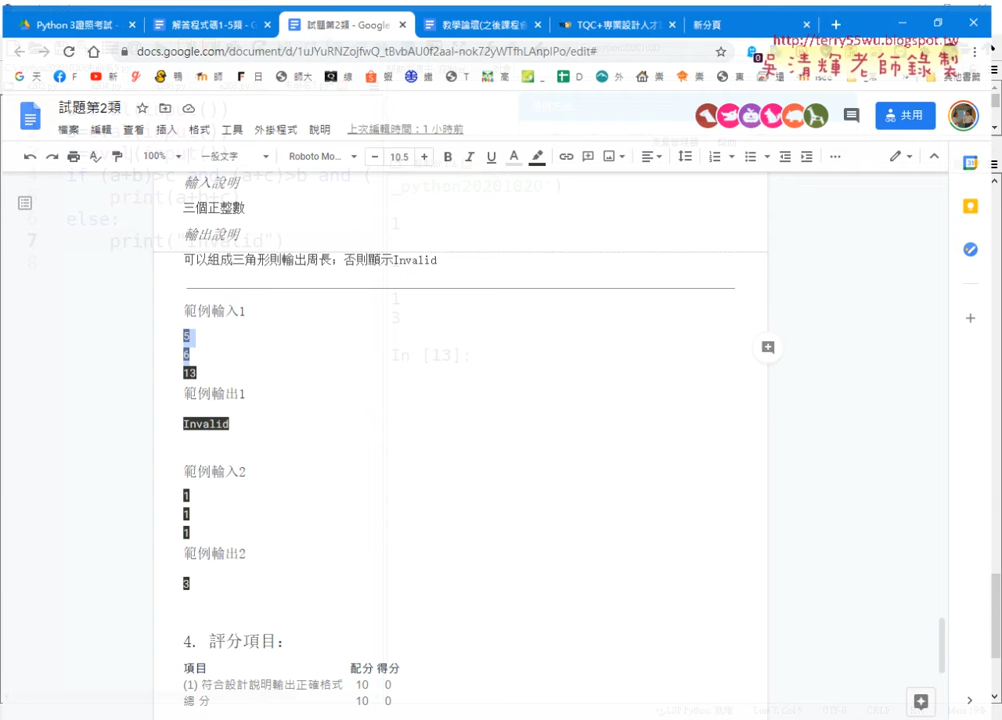 Python 3證照考試 -
解答程式碼1-5類 - G
試題第2類 - Google
教學論壇(之後課程會
TQC+專業設計人才
新分頁
docs.google.com/document/d/1uJYuRNZojfwQ_tBvbAU0f2aal-nok72yWTfhLAnpIPo/edit#
http://terry55wu.blogspot.tw
吳清輝老師錄製
試題第2類
檔案 編輯 查看 插入 格式 工具 外掛程式 說明 上次編輯時間：1 小時前
共用
100% 一般文字 Roboto Mo... 10.5 B I U A
if (a+b)>c and (a+c)>b and (
_python20201020')
print(a+b+c)
else:
print("Invalid")
輸入說明
三個正整數
輸出說明
可以組成三角形則輸出周長；否則顯示Invalid
範例輸入1
5
6
13
範例輸出1
Invalid
範例輸入2
1
1
1
範例輸出2
3
1
1
3
In [13]:
4. 評分項目：
項目 配分 得分
(1) 符合設計說明輸出正確格式 10 0
總 分 10 0